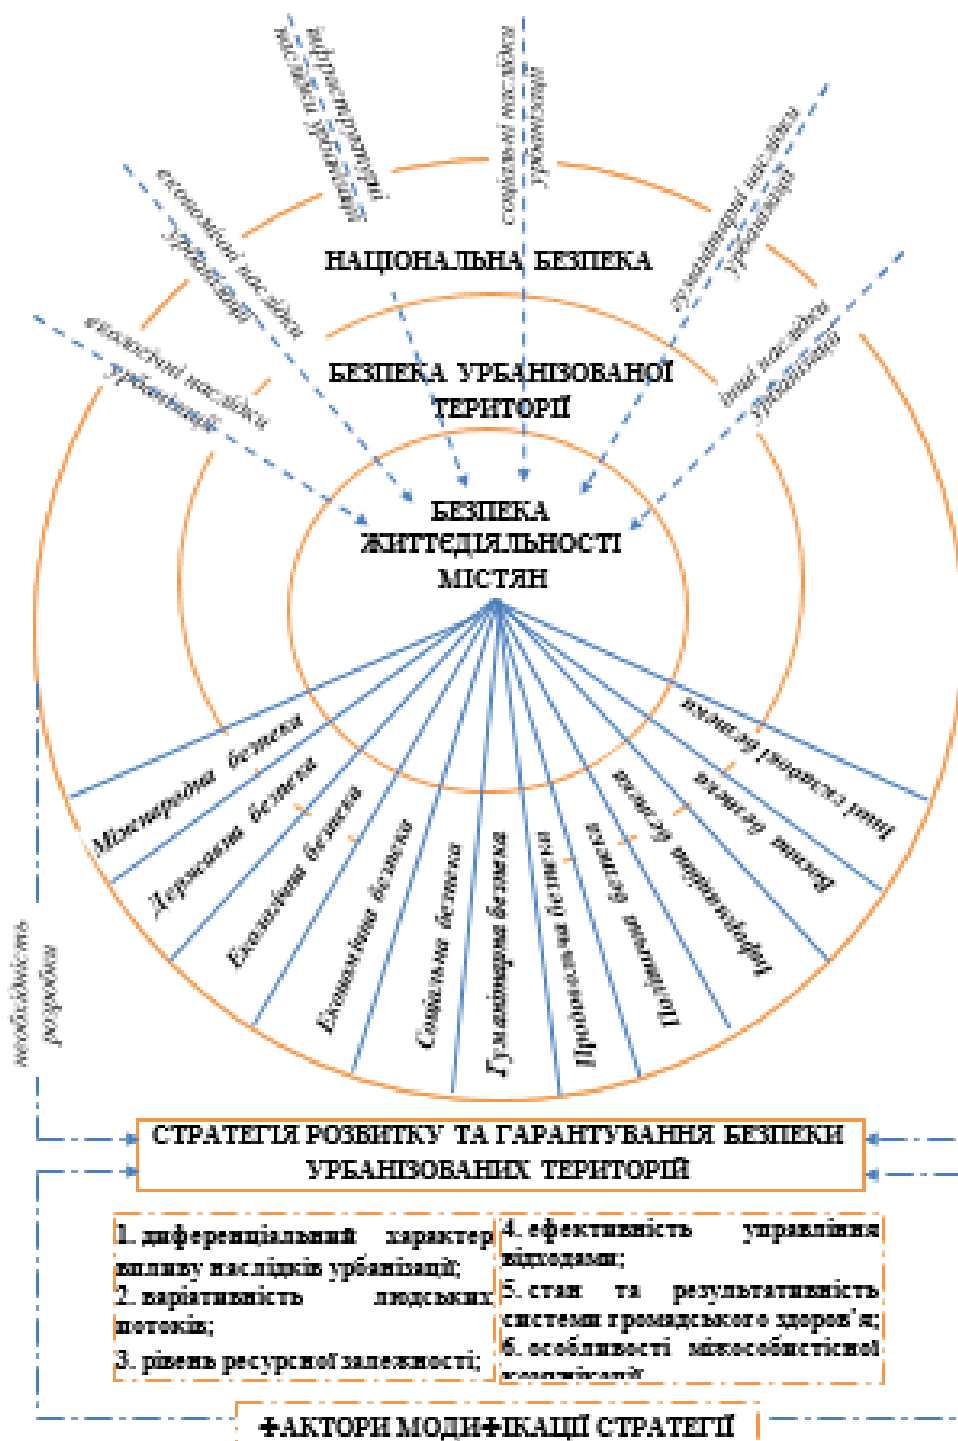 інфраструктурні
наслідки урбанізації
соціальні наслідки
урбанізації
економічні наслідки
урбанізації
гуманітарні наслідки
урбанізації
екологічні наслідки
урбанізації
інші наслідки
урбанізації
НАЦІОНАЛЬНА БЕЗПЕКА
БЕЗПЕКА УРБАНІЗОВАНОЇ
ТЕРИТОРІЇ
БЕЗПЕКА
ЖИТТЄДІЯЛЬНОСТІ
МІСТЯН
Міжнародна безпека
Державна безпека
Екологічна безпека
Економічна безпека
Соціальна безпека
Гуманітарна безпека
безпека
Політична безпека
Інформаційна безпека
Воєнна безпека
Інші складові безпеки
необхідність
розробки
СТРАТЕГІЯ РОЗВИТКУ ТА ГАРАНТУВАННЯ БЕЗПЕКИ
УРБАНІЗОВАНИХ ТЕРИТОРІЙ
1. диференціальний характер
впливу наслідків урбанізації;
2. варіативність людських
потоків;
3. рівень ресурсної залежності;
4. ефективність управління
відходами;
5. стан та результативність
системи громадського здоров'я;
6. особливості міжособистісної
комунікації
ФАКТОРИ МОДИФІКАЦІЇ СТРАТЕГІЇ